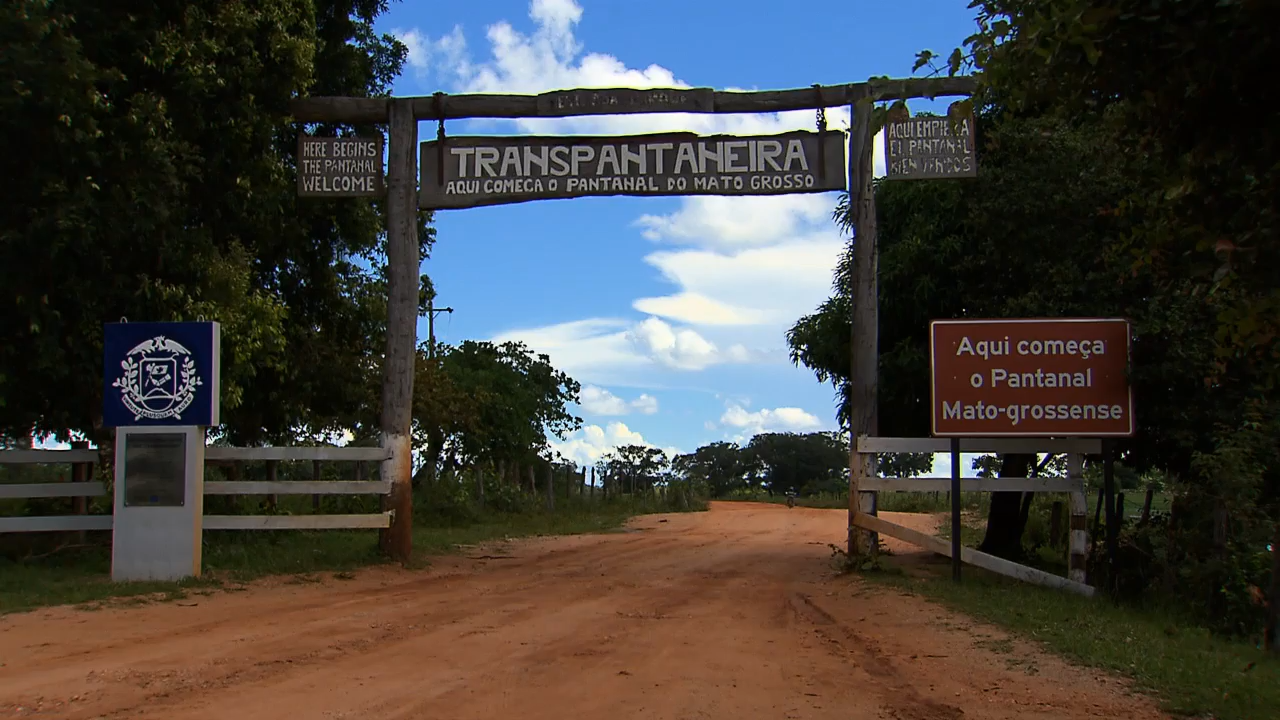 HERE BEGINS
THE PANTANAL
WELCOME
TRANSPANTANEIRA
AQUI COMEÇA O PANTANAL DO MATO GROSSO
AQUI EMPIEZA
EL PANTANAL
BIENVENIDOS
Aqui começa
o Pantanal
Mato-grossense